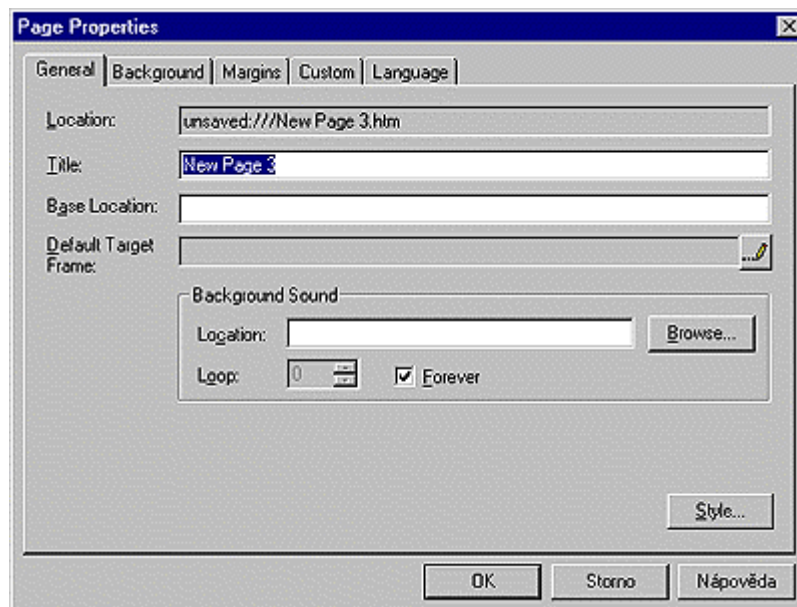 Page Properties
General Background Margins Custom Language
Location: unsaved:///New Page 3.htm
Title: New Page 3
Base Location:
Default Target
Frame:
Background Sound
Location: Browse...
Loop: 0 Forever
Style...
OK Storno Nápověda